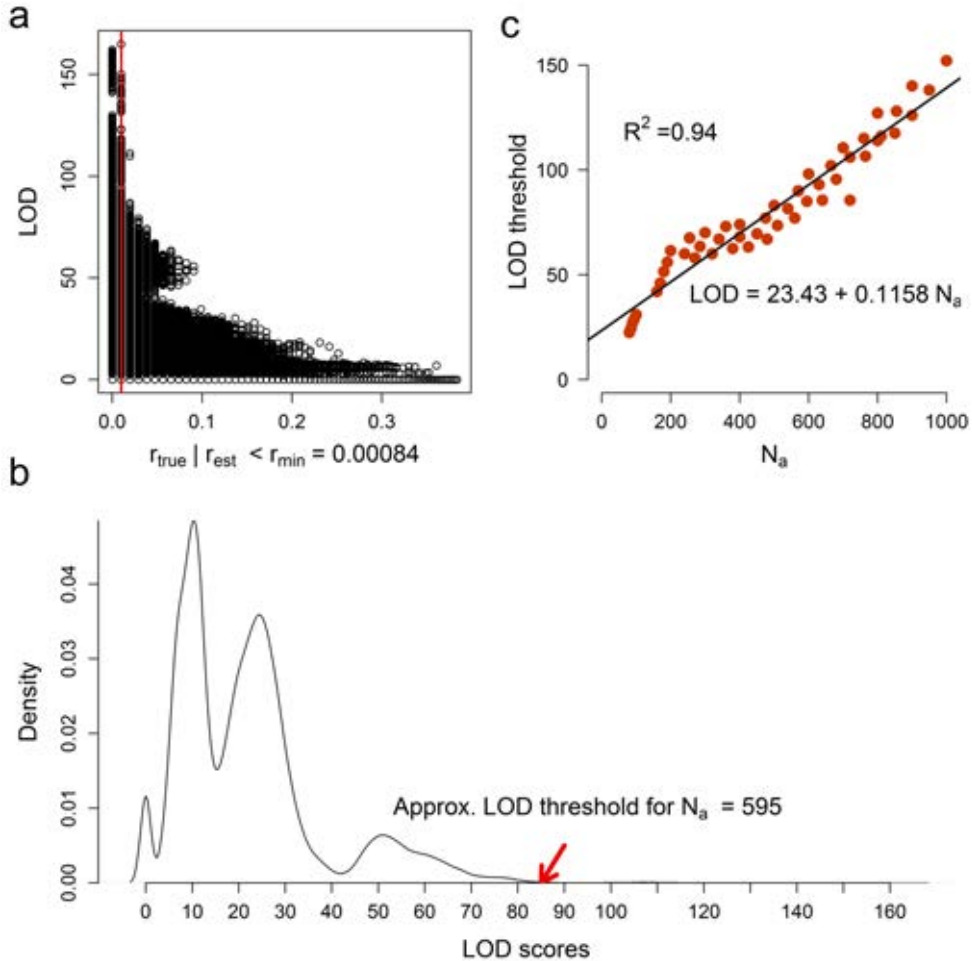 a
LOD
150
100
50
0
0.0 0.1 0.2 0.3
r_true | r_est < r_min = 0.00084
c
LOD threshold
150
100
50
0
R² =0.94
LOD = 23.43 + 0.1158 Nₐ
0 200 400 600 800 1000
Nₐ
b
Density
0.04
0.03
0.02
0.01
0.00
Approx. LOD threshold for Nₐ = 595
0 10 20 30 40 50 60 70 80 90 100 120 140 160
LOD scores